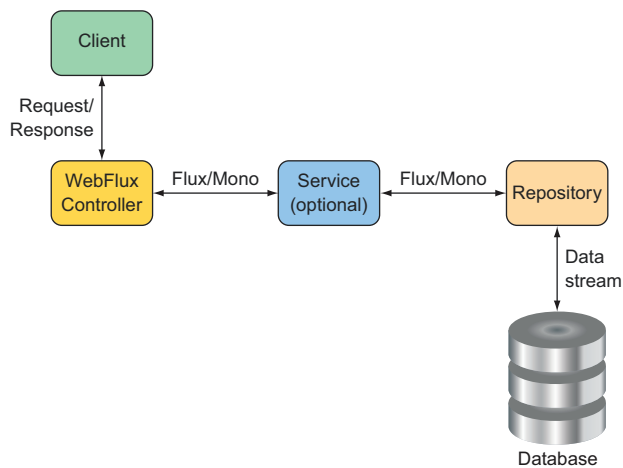 Client
Request/
Response
WebFlux
Controller
Flux/Mono
Service
(optional)
Flux/Mono
Repository
Data
stream
Database